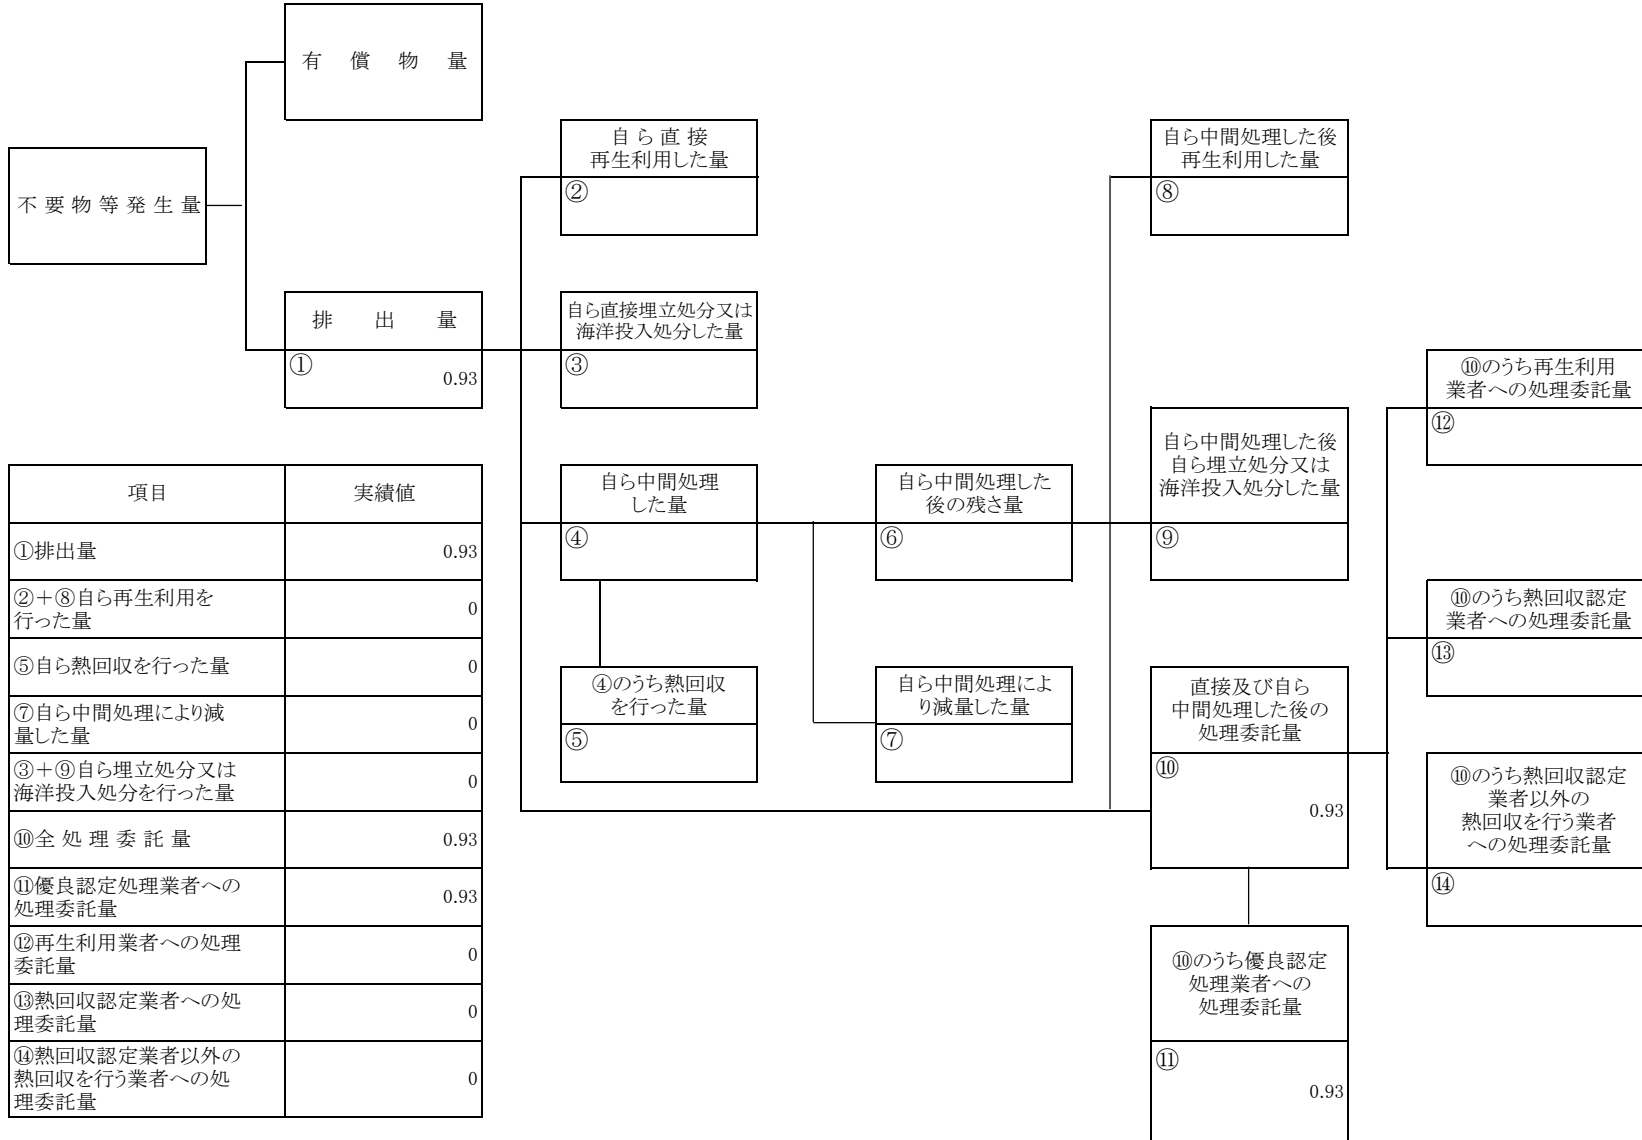 有 償 物 量
不 要 物 等 発 生 量
排 出 量
①
0.93
自 ら 直 接
再生利用した量
②
自ら直接埋立処分又は
海洋投入処分した量
③
自ら中間処理
した量
④
④のうち熱回収
を行った量
⑤
自ら中間処理した
後の残さ量
⑥
自ら中間処理によ
り減量した量
⑦
自ら中間処理した後
再生利用した量
⑧
自ら中間処理した後
自ら埋立処分又は
海洋投入処分した量
⑨
直接及び自ら
中間処理した後の
処理委託量
⑩
0.93
⑩のうち優良認定
処理業者への
処理委託量
⑪
0.93
⑩のうち再生利用
業者への処理委託量
⑫
⑩のうち熱回収認定
業者への処理委託量
⑬
⑩のうち熱回収認定
業者以外の
熱回収を行う業者
への処理委託量
⑭
項目 実績値
①排出量 0.93
②＋⑧自ら再生利用を
行った量 0
⑤自ら熱回収を行った量 0
⑦自ら中間処理により減
量した量 0
③＋⑨自ら埋立処分又は
海洋投入処分を行った量 0
⑩全 処 理 委 託 量 0.93
⑪優良認定処理業者への
処理委託量 0.93
⑫再生利用業者への処理
委託量 0
⑬熱回収認定業者への処
理委託量 0
⑭熱回収認定業者以外の
熱回収を行う業者への処
理委託量 0